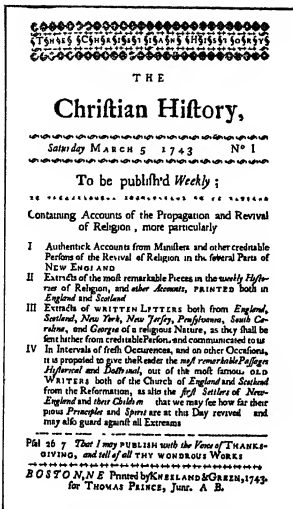 §T§H§E§ §C§H§R§I§S§T§I§A§N§ §H§I§S§T§O§R§Y§
THE
Chriſtian Hiſtory,
Saturday MARCH 5 1743 No I
To be publiſh'd Weekly;
Containing Accounts of the Propagation and Revival
of Religion, more particularly
I Authentick Accounts from Miniſters and other creditable
Perſons of the Revival of Religion in the ſeveral Parts of
NEW ENGLAND
II Extracts of the moſt remarkable Pieces in the weekly Hiſto-
ries of Religion, and other Accounts, PRINTED both in
England and Scotland
III Extracts of WRITTEN LETTERS both from England,
Scotland, New York, New Jerſey, Penſylvania, South Ca-
rolina, and Georgia of a religious Nature, as they ſhall be
ſent hither from creditable Perſons and communicated to us
IV In Intervals of freſh Occurences, and on other Occaſions,
it is propoſed to give the Reader the moſt remarkable Paſſages
Hiſtorical and Doctrinal, out of the moſt famous OLD
WRITERS both of the Church of England and Scotland
from the Reformation, as alſo the firſt Settlers of New-
England and their Children that we may ſee how far their
pious Principles and Spirit are at this Day revived and
may alſo guard againſt all Extreams
Pſal 26 7 That I may PUBLISH with the Voice of THANKS-
GIVING, and tell of all THY WONDROUS WORKS
BOSTON, NE Printed by KNEELAND & GREEN, 1743.
for THOMAS PRINCE, Junr. A B.